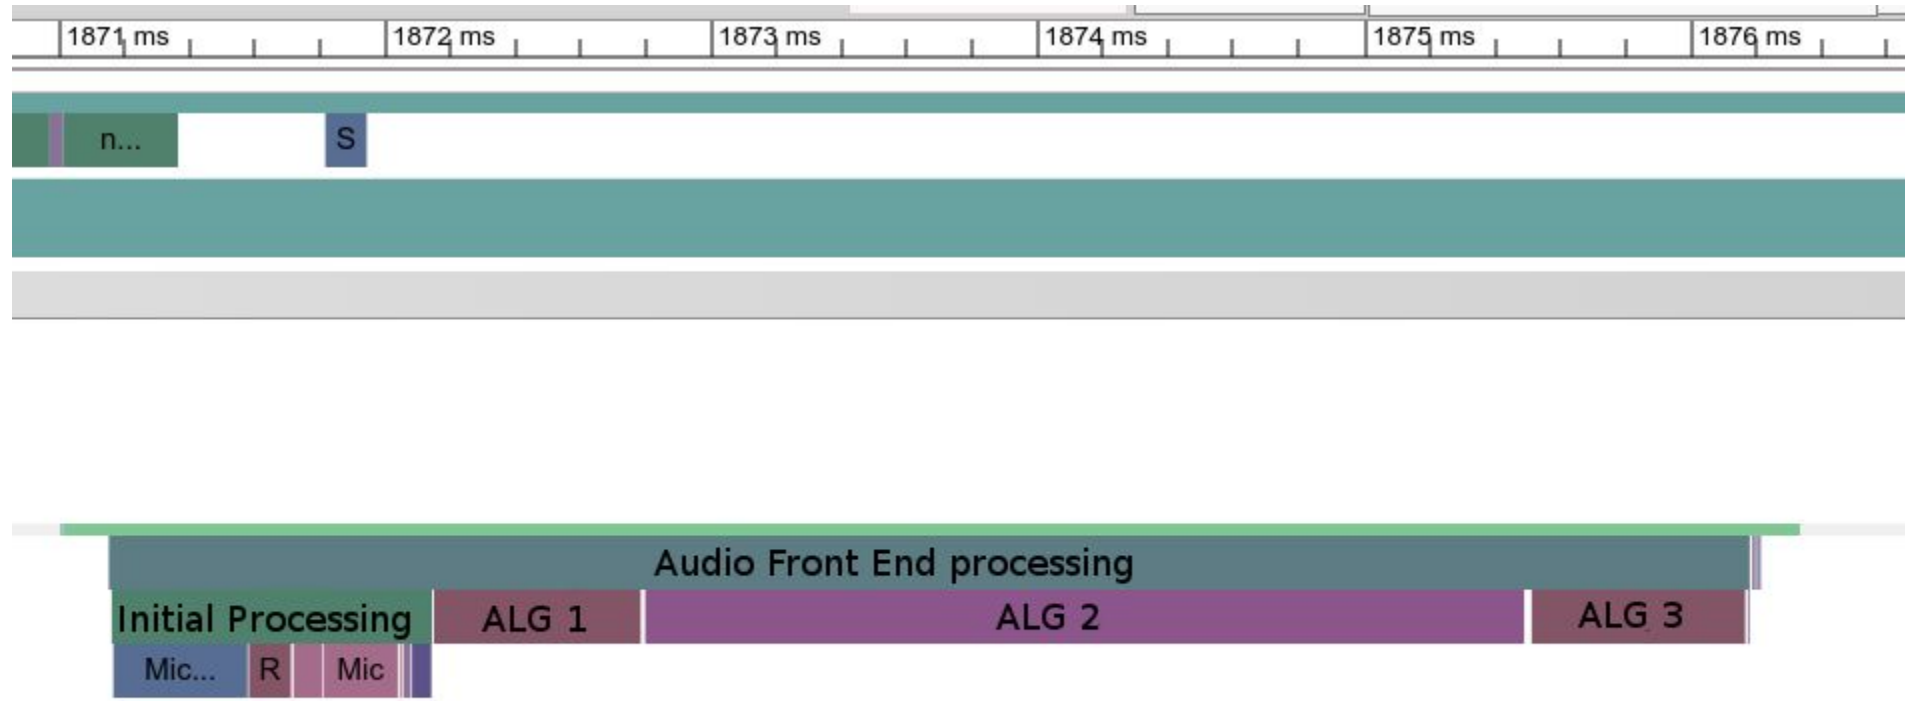 1871 ms 1872 ms 1873 ms 1874 ms 1875 ms 1876 ms
n... S
Audio Front End processing
Initial Processing ALG 1 ALG 2 ALG 3
Mic... R Mic